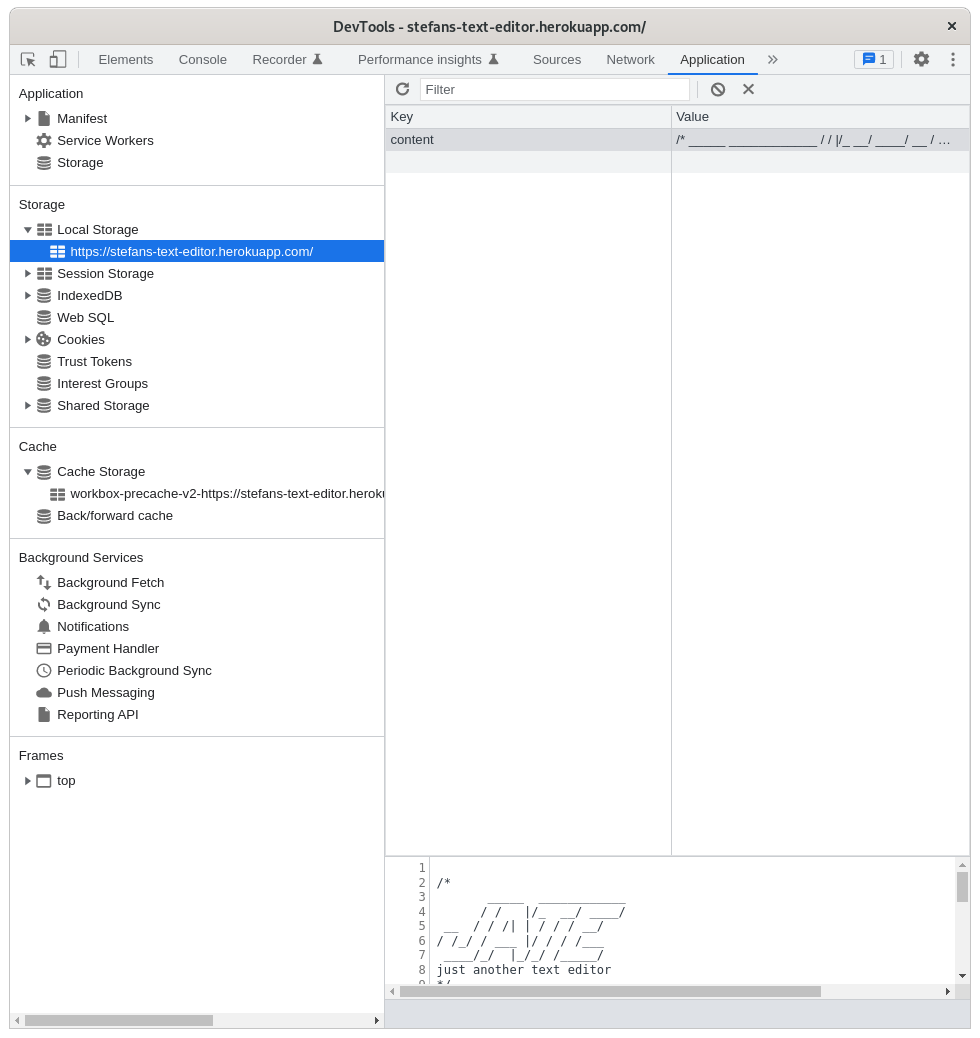 DevTools - stefans-text-editor.herokuapp.com/
Elements Console Recorder Performance insights Sources Network Application 1
Application
Manifest
Service Workers
Storage
Storage
Local Storage
https://stefans-text-editor.herokuapp.com/
Session Storage
IndexedDB
Web SQL
Cookies
Trust Tokens
Interest Groups
Shared Storage
Cache
Cache Storage
workbox-precache-v2-https://stefans-text-editor.heroku
Back/forward cache
Background Services
Background Fetch
Background Sync
Notifications
Payment Handler
Periodic Background Sync
Push Messaging
Reporting API
Frames
top
Filter
Key Value
content /* _____ ____________ / / |/_ __/ ____/ __ / …
1
2 /*
3        _____  ____________
4       / /   |/_  __/ ____/
5  __  / / /| | / / / __/
6 / /_/ / ___ |/ / / /___
7  ____/_/  |_/_/ /_____/
8 just another text editor
9 */